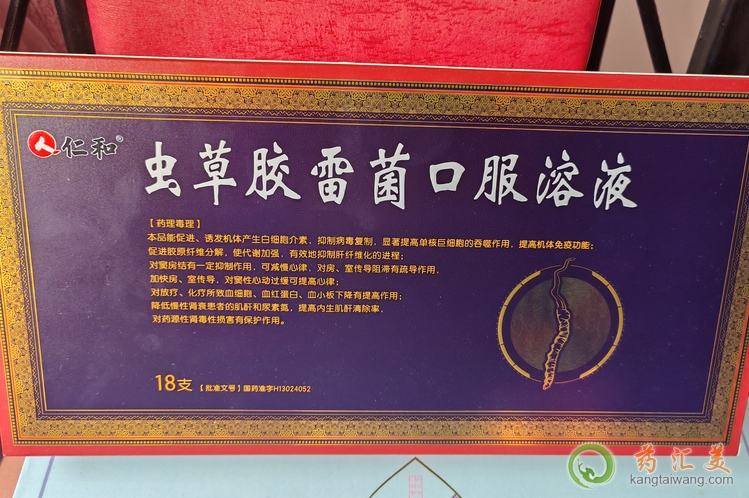 仁和®
虫草胶雷菌口服溶液
【药理毒理】
本品能促进、诱发机体产生白细胞介素，抑制病毒复制，显著提高单核巨细胞的吞噬作用，提高机体免疫功能；
促进胶原纤维分解，使代谢加强，有效地抑制肝纤维化的进程；
对窦房结有一定抑制作用，可减慢心律，对房、室传导阻滞有疏导作用，
加快房、室传导，对窦性心动过缓可提高心律；
对放疗、化疗所致血细胞、血红蛋白、血小板下降有提高作用；
降低慢性肾衰患者的肌酐和尿素氮，提高内生肌酐清除率，
对药源性肾毒性损害有保护作用。
18支 【批准文号】国药准字H13024052
药汇美
kangtaiwang.com